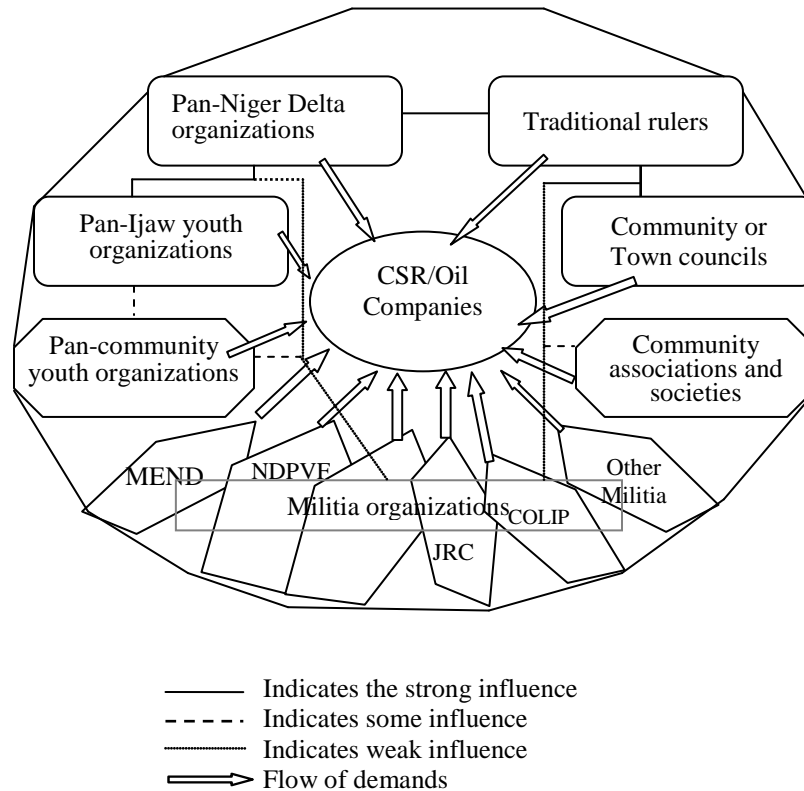 Pan-Niger Delta
organizations
Traditional rulers
Pan-Ijaw youth
organizations
Community or
Town councils
CSR/Oil
Companies
Pan-community
youth organizations
Community
associations and
societies
MEND
NDPVF
Other
Militia
Militia organizations
COLIP
JRC
Indicates the strong influence
Indicates some influence
Indicates weak influence
Flow of demands